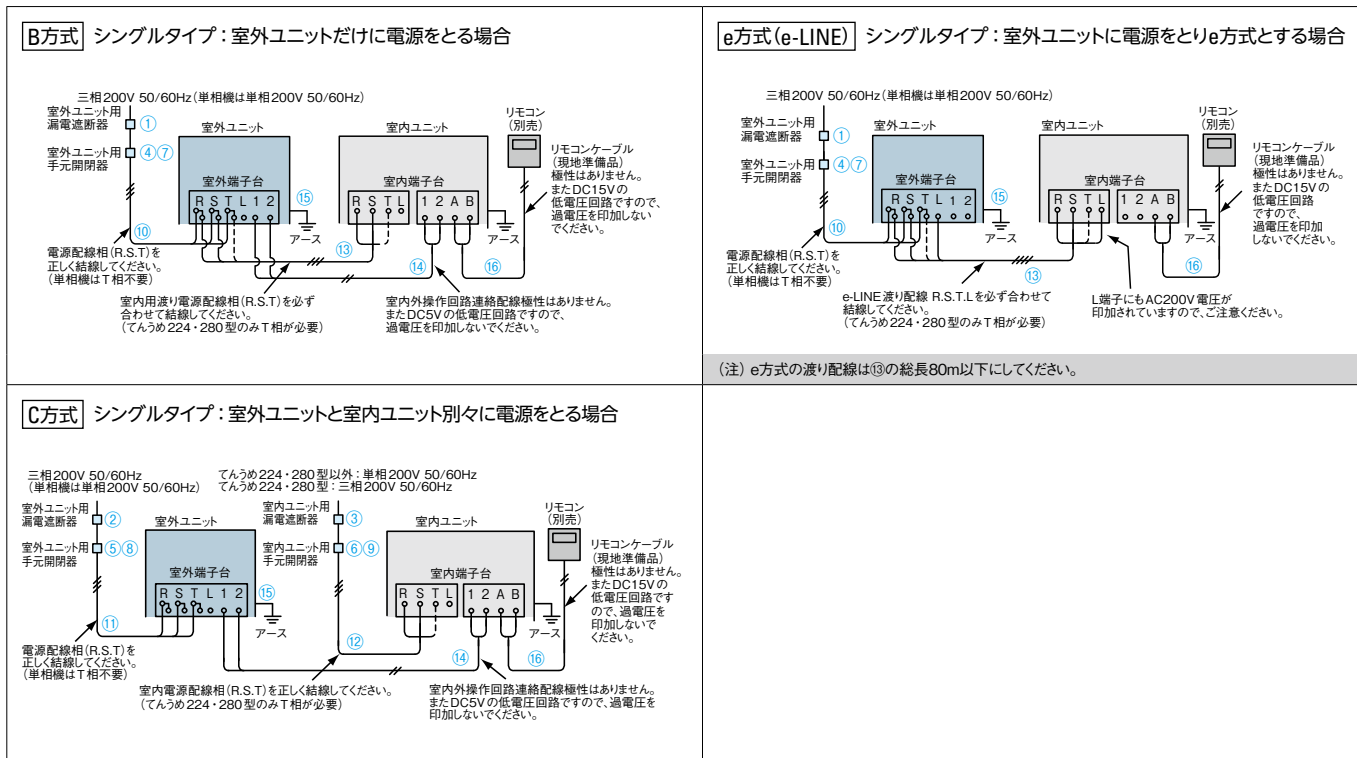 B方式 シングルタイプ：室外ユニットだけに電源をとる場合
三相200V 50/60Hz（単相機は単相200V 50/60Hz）
室外ユニット用
漏電遮断器
①
室外ユニット用
手元開閉器
④⑦
室外ユニット
室外端子台
R S T L 1 2
⑮
アース
室内ユニット
室内端子台
R S T L
1 2 A B
リモコン
（別売）
リモコンケーブル
（現地準備品）
極性はありません。
またDC15Vの
低電圧回路ですので、
過電圧を印加しない
でください。
⑩
電源配線相（R.S.T）を
正しく結線してください。
（単相機はT相不要）
⑬
⑭
⑯
室内用渡り電源配線相（R.S.T）を必ず
合わせて結線してください。
（てんうめ224・280型のみT相が必要）
室内外操作回路連絡配線極性はありません。
またDC5Vの低電圧回路ですので、
過電圧を印加しないでください。
e方式（e-LINE） シングルタイプ：室外ユニットに電源をとりe方式とする場合
三相200V 50/60Hz（単相機は単相200V 50/60Hz）
室外ユニット用
漏電遮断器
①
室外ユニット用
手元開閉器
④⑦
室外ユニット
室外端子台
R S T L 1 2
⑮
アース
室内ユニット
室内端子台
R S T L
1 2 A B
リモコン
（別売）
リモコンケーブル
（現地準備品）
極性はありません。
またDC15Vの
低電圧回路
ですので、
過電圧を印加
しないでください。
アース
⑩
電源配線相（R.S.T）を
正しく結線してください。
（単相機はT相不要）
⑬
⑯
e-LINE渡り配線 R.S.T.Lを必ず合わせて
結線してください。
（てんうめ224・280型のみT相が必要）
L端子にもAC200V電圧が
印加されていますので、ご注意ください。
（注）e方式の渡り配線は⑬の総長80m以下にしてください。
C方式 シングルタイプ：室外ユニットと室内ユニット別々に電源をとる場合
三相200V 50/60Hz
（単相機は単相200V 50/60Hz）
てんうめ224・280型以外：単相200V 50/60Hz
てんうめ224・280型：三相200V 50/60Hz
室外ユニット用
漏電遮断器
②
室外ユニット用
手元開閉器
⑤⑧
室外ユニット
室外端子台
R S T L 1 2
⑮
アース
室内ユニット用
漏電遮断器
③
室内ユニット用
手元開閉器
⑥⑨
室内ユニット
室内端子台
R S T L
1 2 A B
リモコン
（別売）
リモコンケーブル
（現地準備品）
極性はありません。
またDC15Vの
低電圧回路です
ので、過電圧を
印加しないで
ください。
アース
⑪
電源配線相（R.S.T）を
正しく結線してください。
（単相機はT相不要）
⑫
⑭
⑯
室内電源配線相（R.S.T）を正しく結線してください。
（てんうめ224・280型のみT相が必要）
室内外操作回路連絡配線極性はありません。
またDC5Vの低電圧回路ですので、過電圧を
印加しないでください。